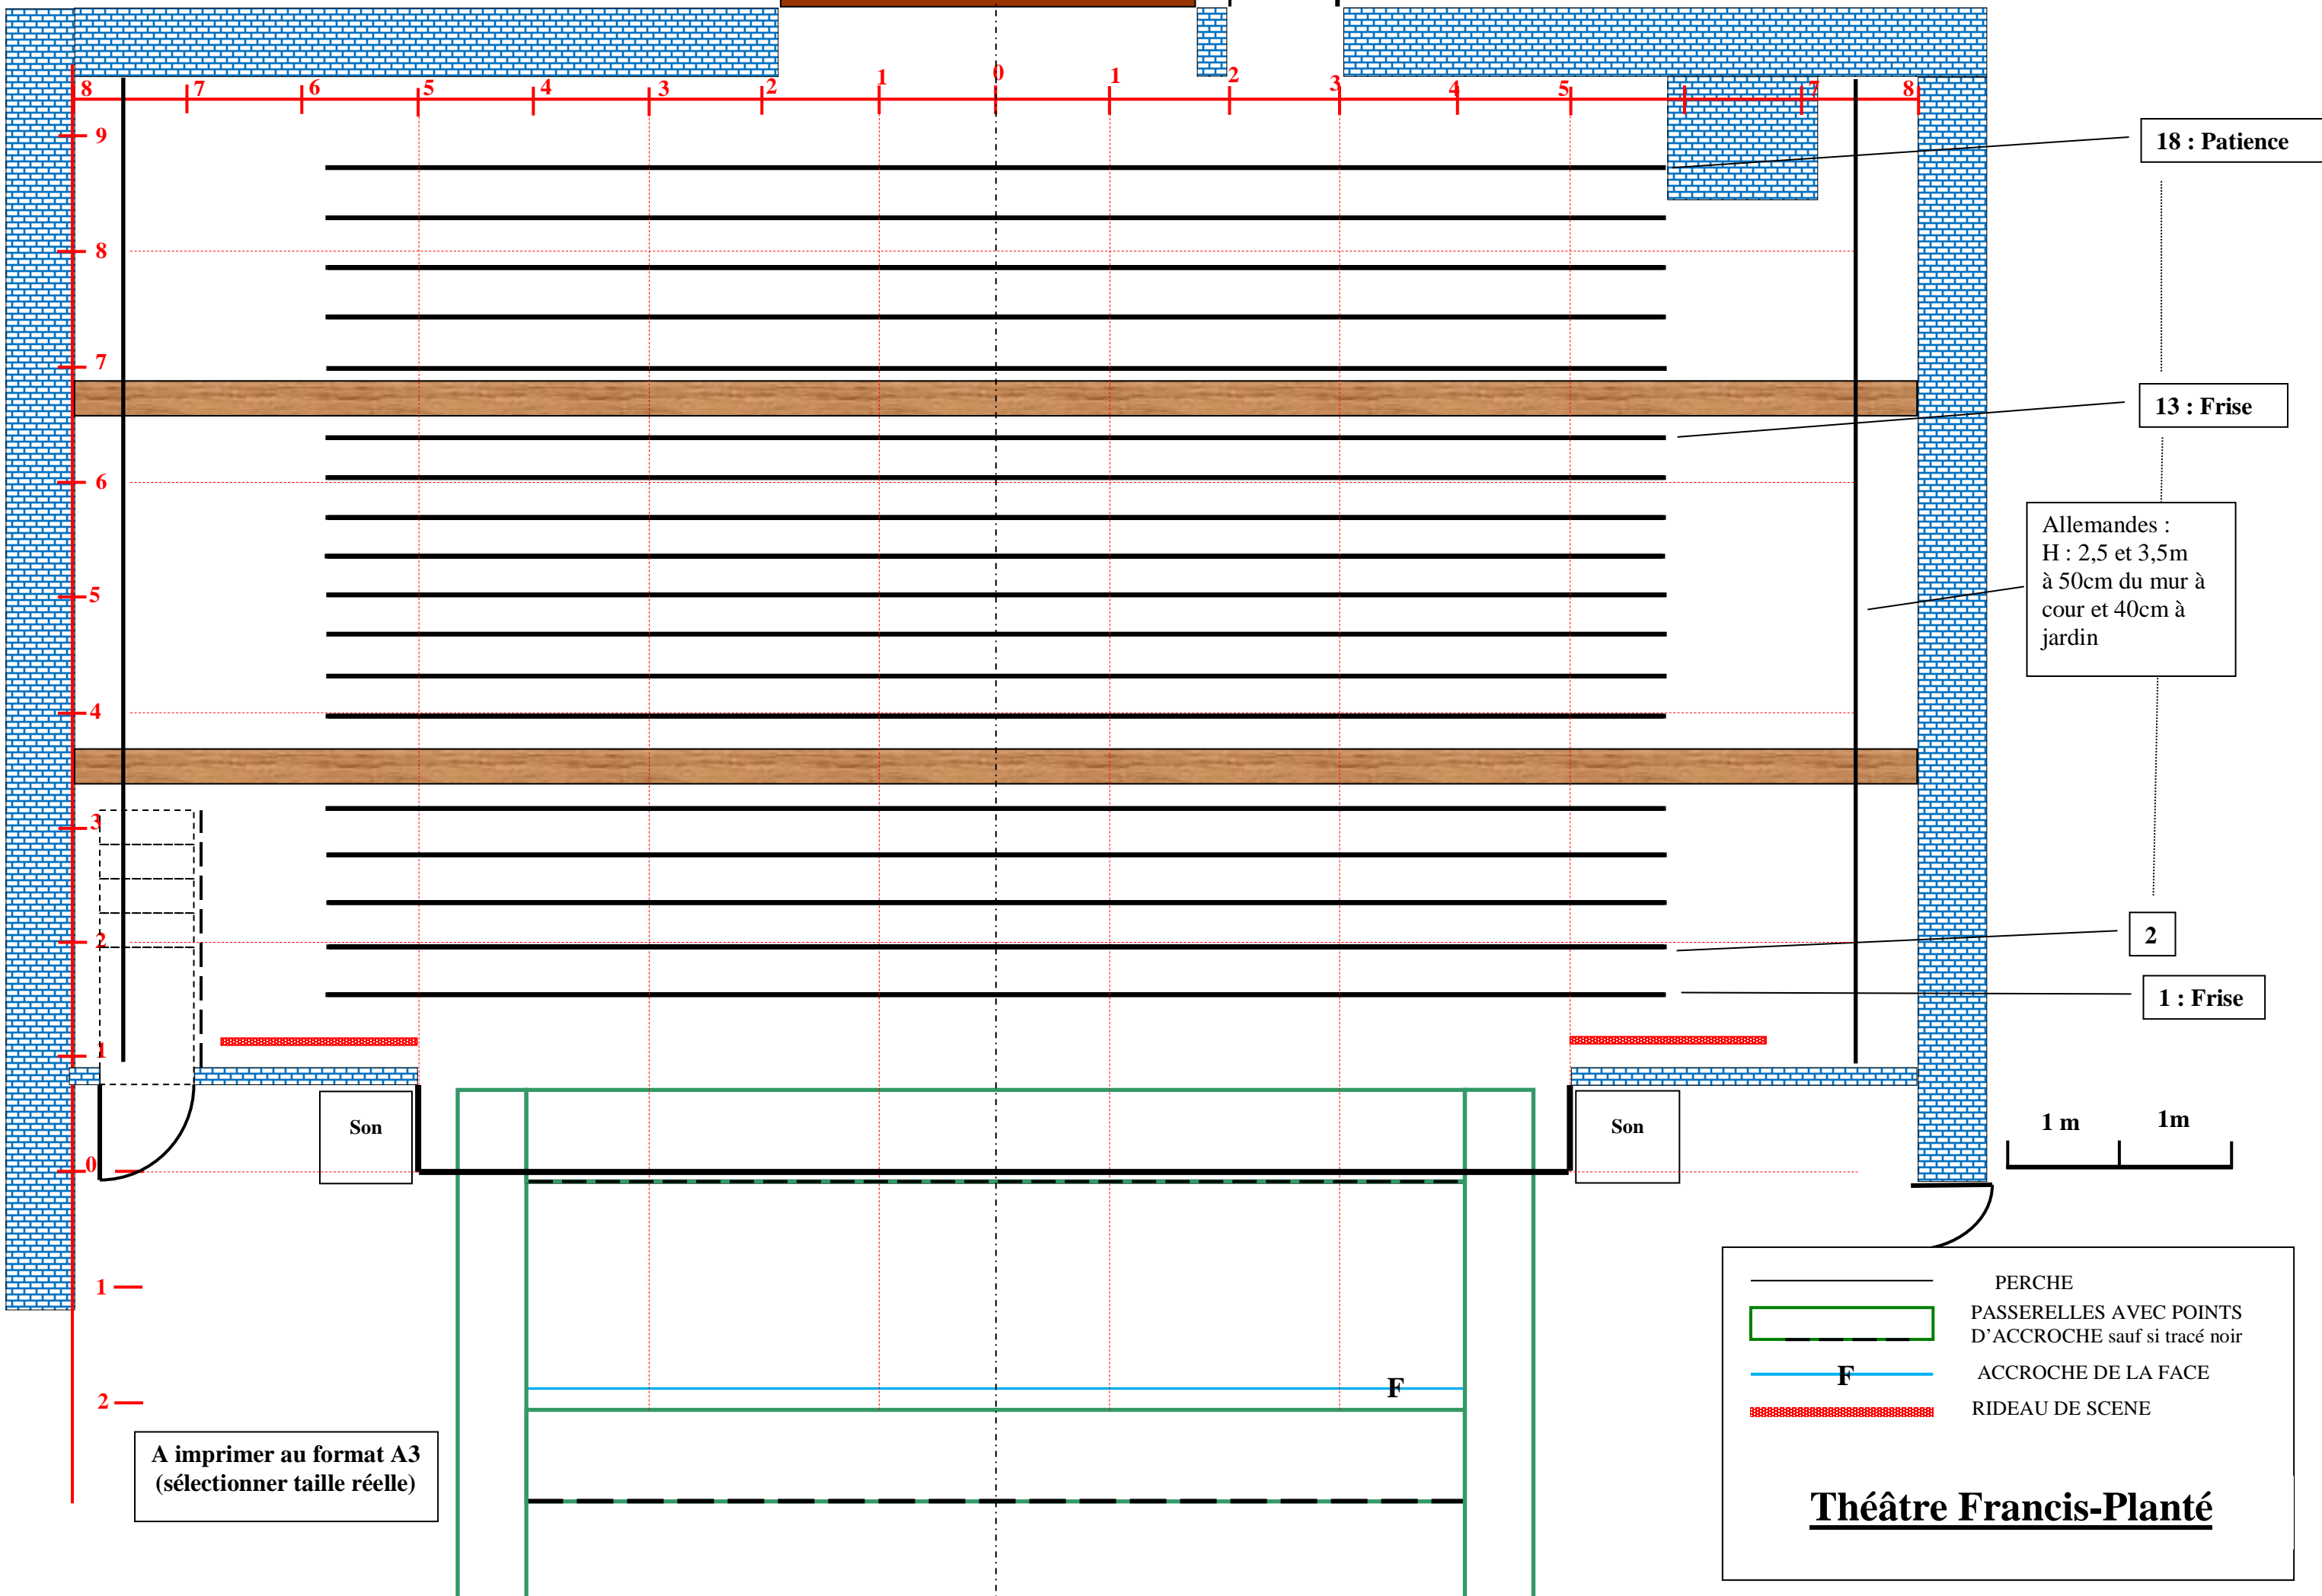 8 7 6 5 4 3 2 1 0 1 2 3 4 5 7 8
9
18 : Patience
8
7
13 : Frise
6
Allemandes :
H : 2,5 et 3,5m
à 50cm du mur à
cour et 40cm à
jardin
5
4
3
2
2
1 : Frise
1
Son
Son
1 m 1m
0
1
2
F
PERCHE
PASSERELLES AVEC POINTS
D'ACCROCHE sauf si tracé noir
F ACCROCHE DE LA FACE
RIDEAU DE SCENE
A imprimer au format A3
(sélectionner taille réelle)
Théâtre Francis-Planté